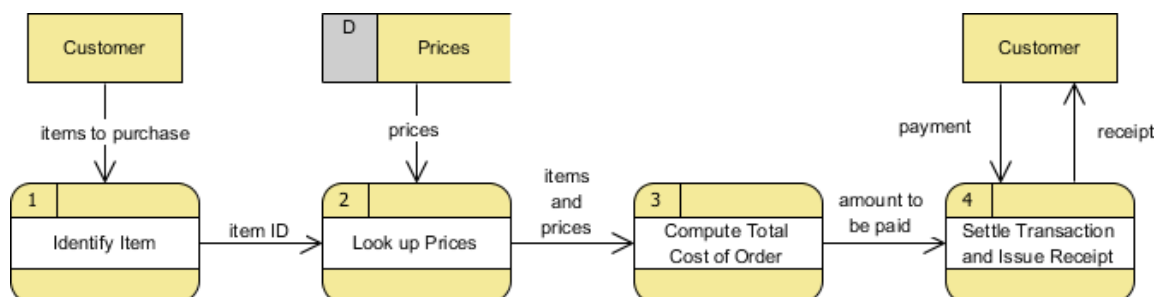 Customer
D
Prices
Customer
items to purchase
prices
payment
receipt
1
Identify Item
item ID
2
Look up Prices
items
and
prices
3
Compute Total
Cost of Order
amount to
be paid
4
Settle Transaction
and Issue Receipt